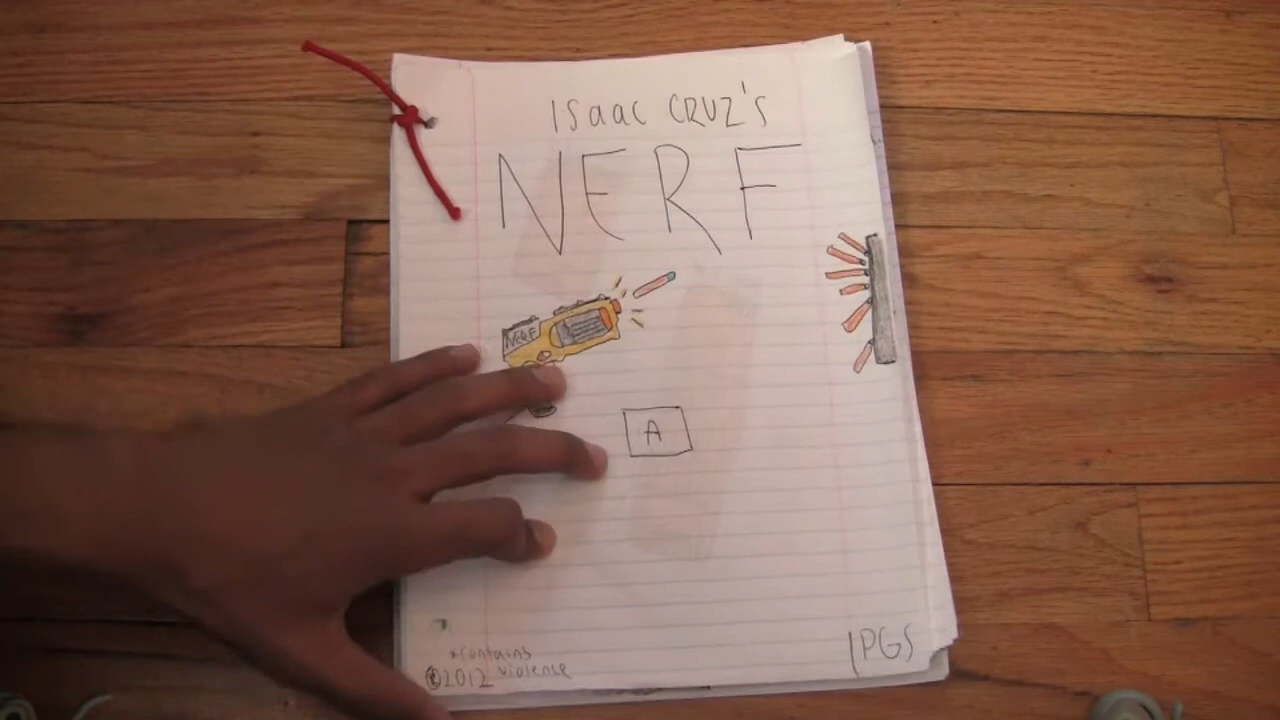 Isaac CRUZ's
NERF
NERF
A
*contains
violence
©2012
IPGS